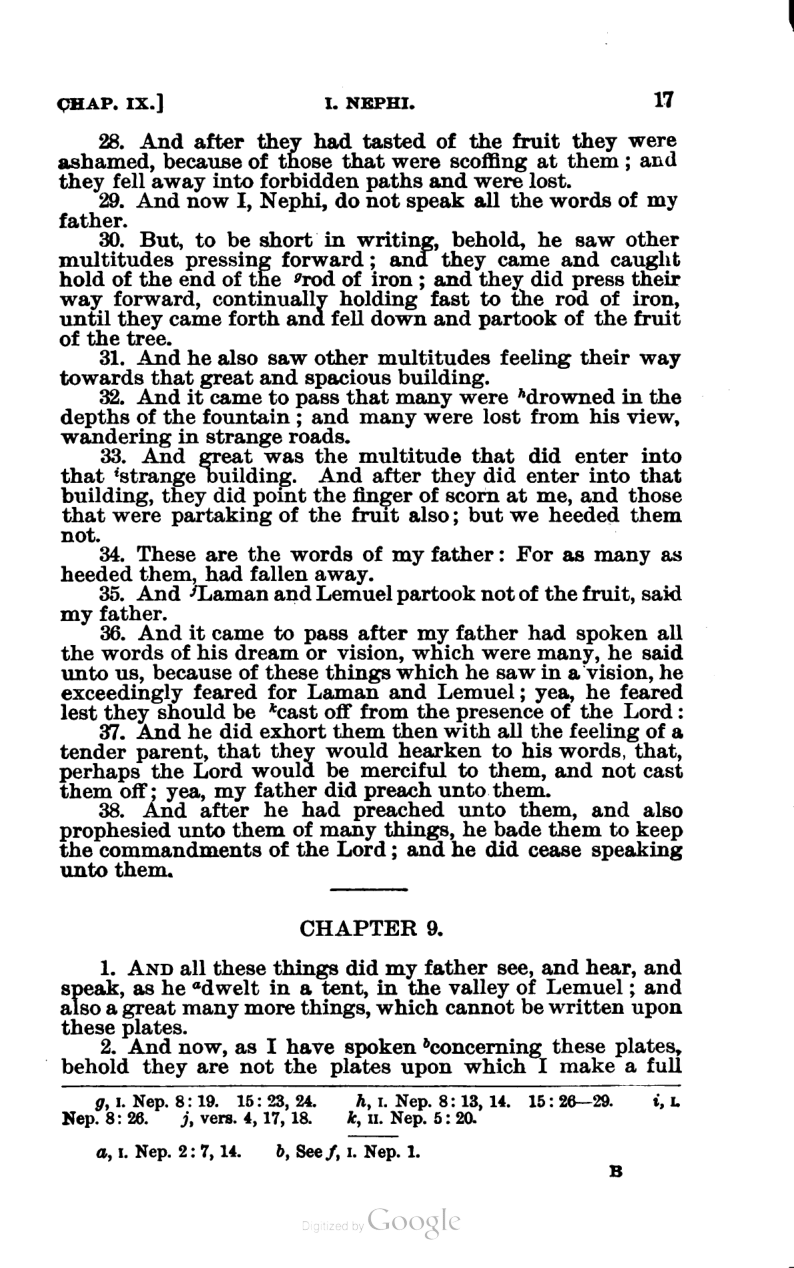 CHAP. IX.] I. NEPHI. 17
28. And after they had tasted of the fruit they were
ashamed, because of those that were scoffing at them ; and
they fell away into forbidden paths and were lost.
29. And now I, Nephi, do not speak all the words of my
father.
30. But, to be short in writing, behold, he saw other
multitudes pressing forward ; and they came and caught
hold of the end of the grod of iron ; and they did press their
way forward, continually holding fast to the rod of iron,
until they came forth and fell down and partook of the fruit
of the tree.
31. And he also saw other multitudes feeling their way
towards that great and spacious building.
32. And it came to pass that many were hdrowned in the
depths of the fountain ; and many were lost from his view,
wandering in strange roads.
33. And great was the multitude that did enter into
that istrange building. And after they did enter into that
building, they did point the finger of scorn at me, and those
that were partaking of the fruit also ; but we heeded them
not.
34. These are the words of my father : For as many as
heeded them, had fallen away.
35. And jLaman and Lemuel partook not of the fruit, said
my father.
36. And it came to pass after my father had spoken all
the words of his dream or vision, which were many, he said
unto us, because of these things which he saw in a vision, he
exceedingly feared for Laman and Lemuel ; yea, he feared
lest they should be kcast off from the presence of the Lord :
37. And he did exhort them then with all the feeling of a
tender parent, that they would hearken to his words, that,
perhaps the Lord would be merciful to them, and not cast
them off ; yea, my father did preach unto them.
38. And after he had preached unto them, and also
prophesied unto them of many things, he bade them to keep
the commandments of the Lord ; and he did cease speaking
unto them.
CHAPTER 9.
1. AND all these things did my father see, and hear, and
speak, as he adwelt in a tent, in the valley of Lemuel ; and
also a great many more things, which cannot be written upon
these plates.
2. And now, as I have spoken bconcerning these plates,
behold they are not the plates upon which I make a full
g, I. Nep. 8 : 19. 15 : 23, 24. h, I. Nep. 8 : 13, 14. 15 : 26—29. i, I.
Nep. 8 : 26. j, vers. 4, 17, 18. k, II. Nep. 5 : 20.
a, I. Nep. 2 : 7, 14. b, See f, I. Nep. 1.
B
Digitized by Google